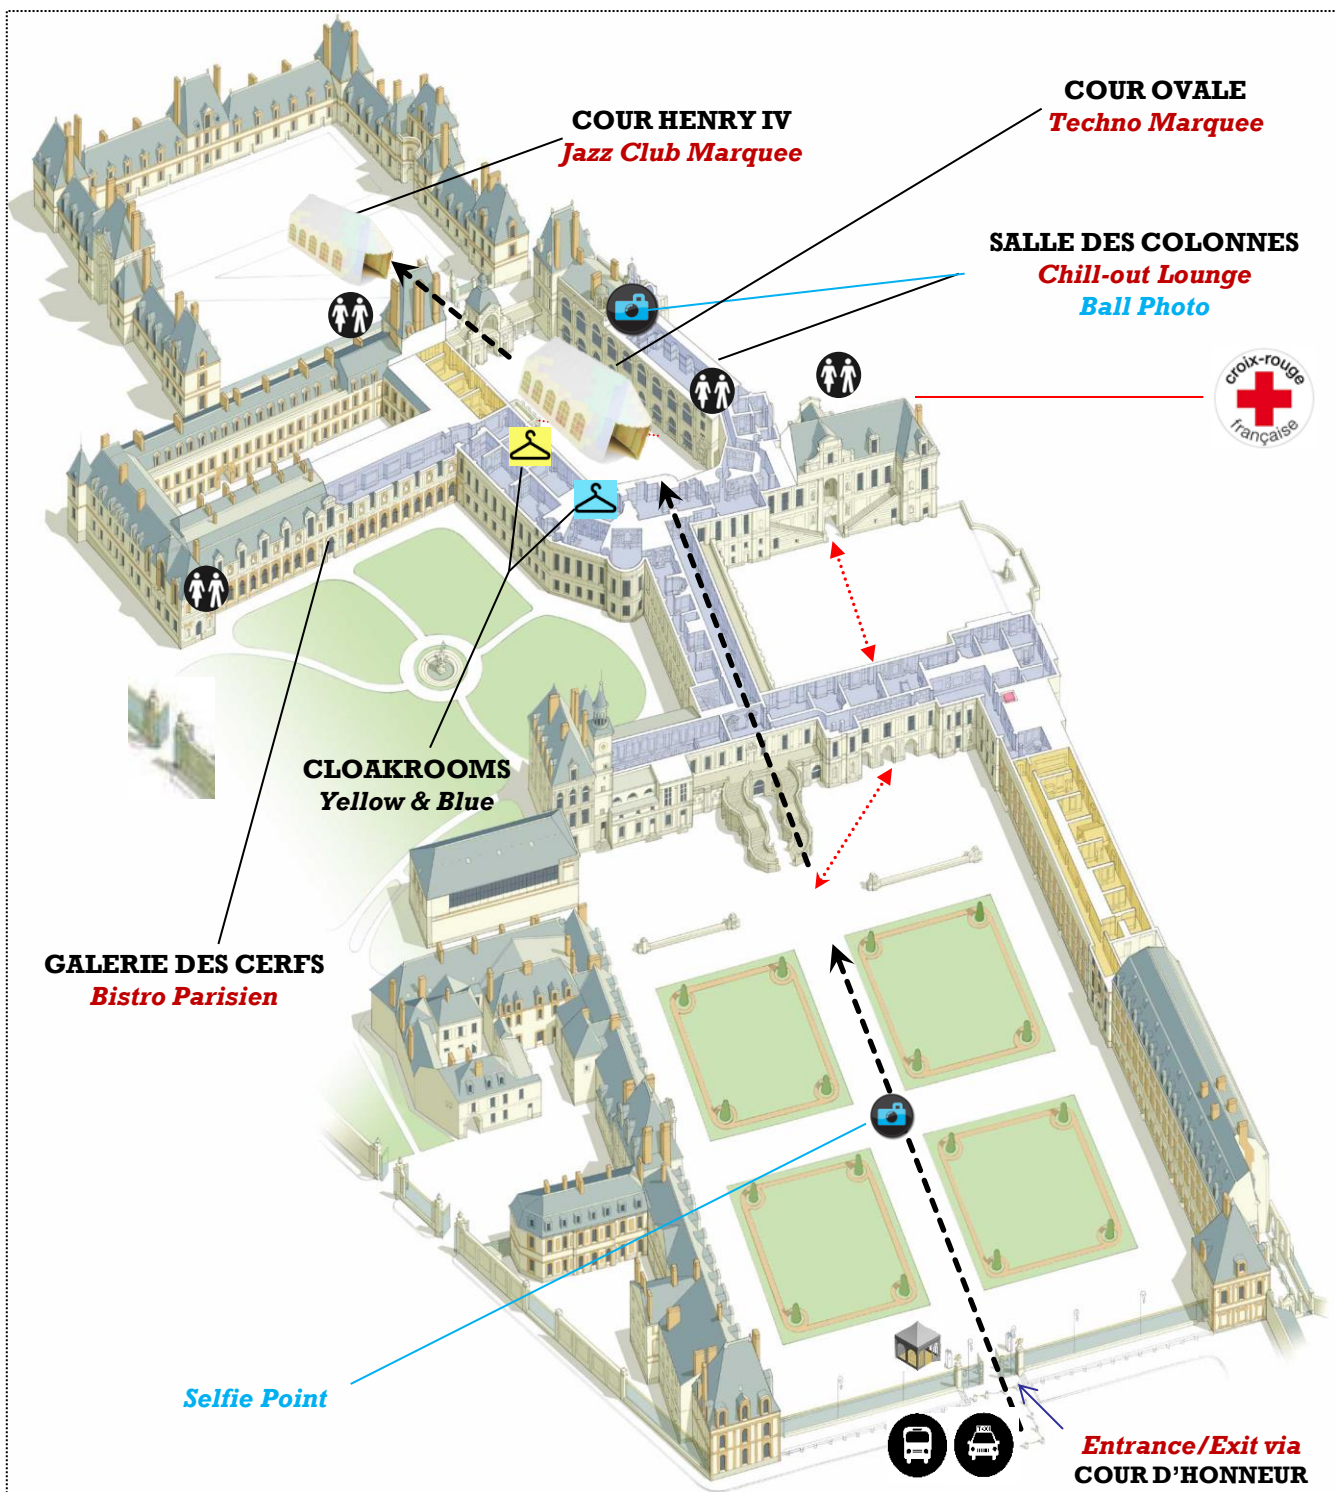 COUR HENRY IV
Jazz Club Marquee
COUR OVALE
Techno Marquee
SALLE DES COLONNES
Chill-out Lounge
Ball Photo
croix-rouge
française
CLOAKROOMS
Yellow & Blue
GALERIE DES CERFS
Bistro Parisien
Selfie Point
TAXI
Entrance/Exit via
COUR D’HONNEUR